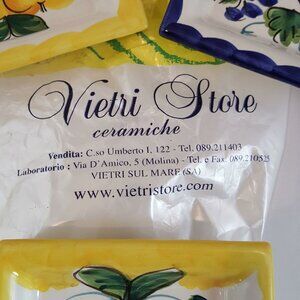 Vietri Store
ceramiche
Vendita: C.so Umberto I, 122 - Tel. 089.211403
Laboratorio : Via D'Amico, 5 (Molina) - Tel. e Fax. 089.210525
VIETRI SUL MARE (SA)
www.vietristore.com